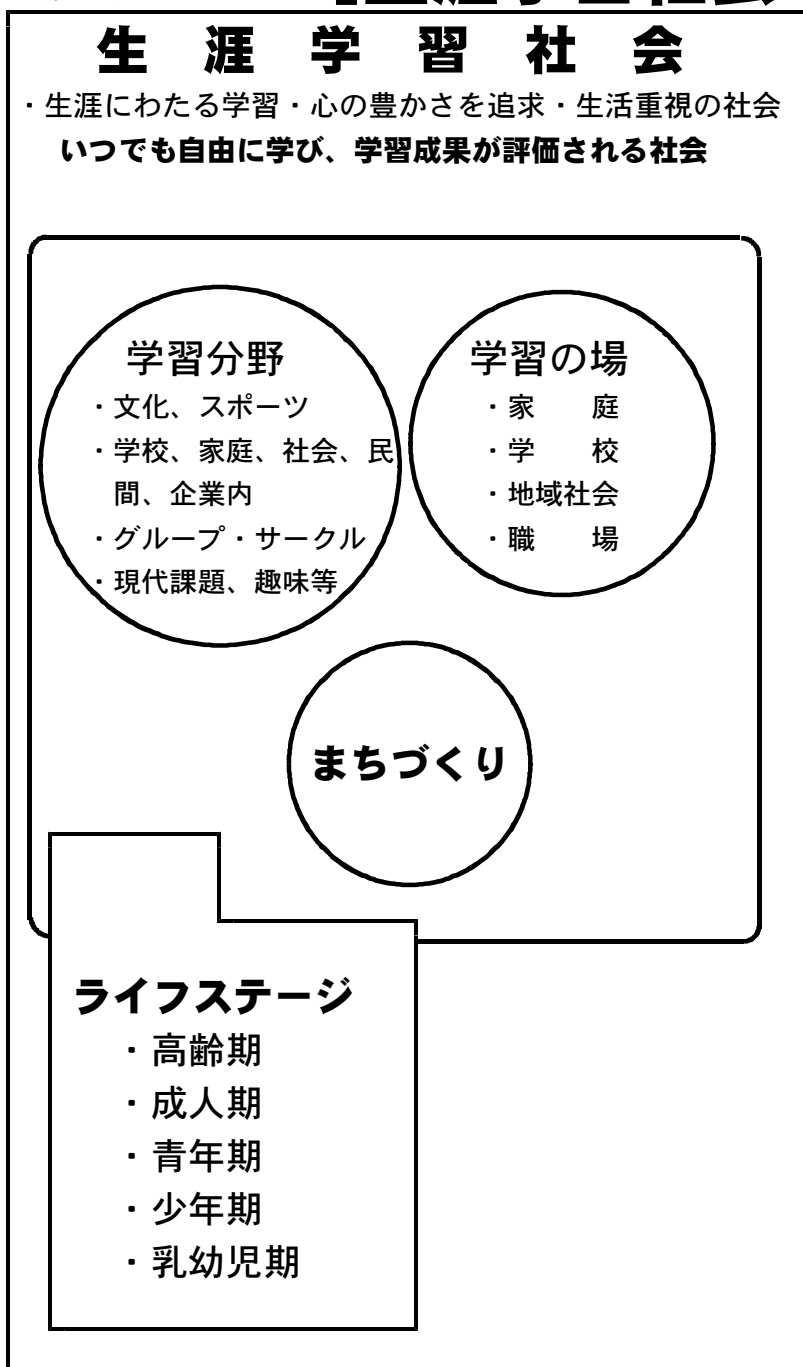 生 涯 学 習 社 会
・生涯にわたる学習・心の豊かさを追求・生活重視の社会
いつでも自由に学び、学習成果が評価される社会
学習分野
・文化、スポーツ
・学校、家庭、社会、民
間、企業内
・グループ・サークル
・現代課題、趣味等
学習の場
・家　　庭
・学　　校
・地域社会
・職　　場
まちづくり
ライフステージ
・高齢期
・成人期
・青年期
・少年期
・乳幼児期